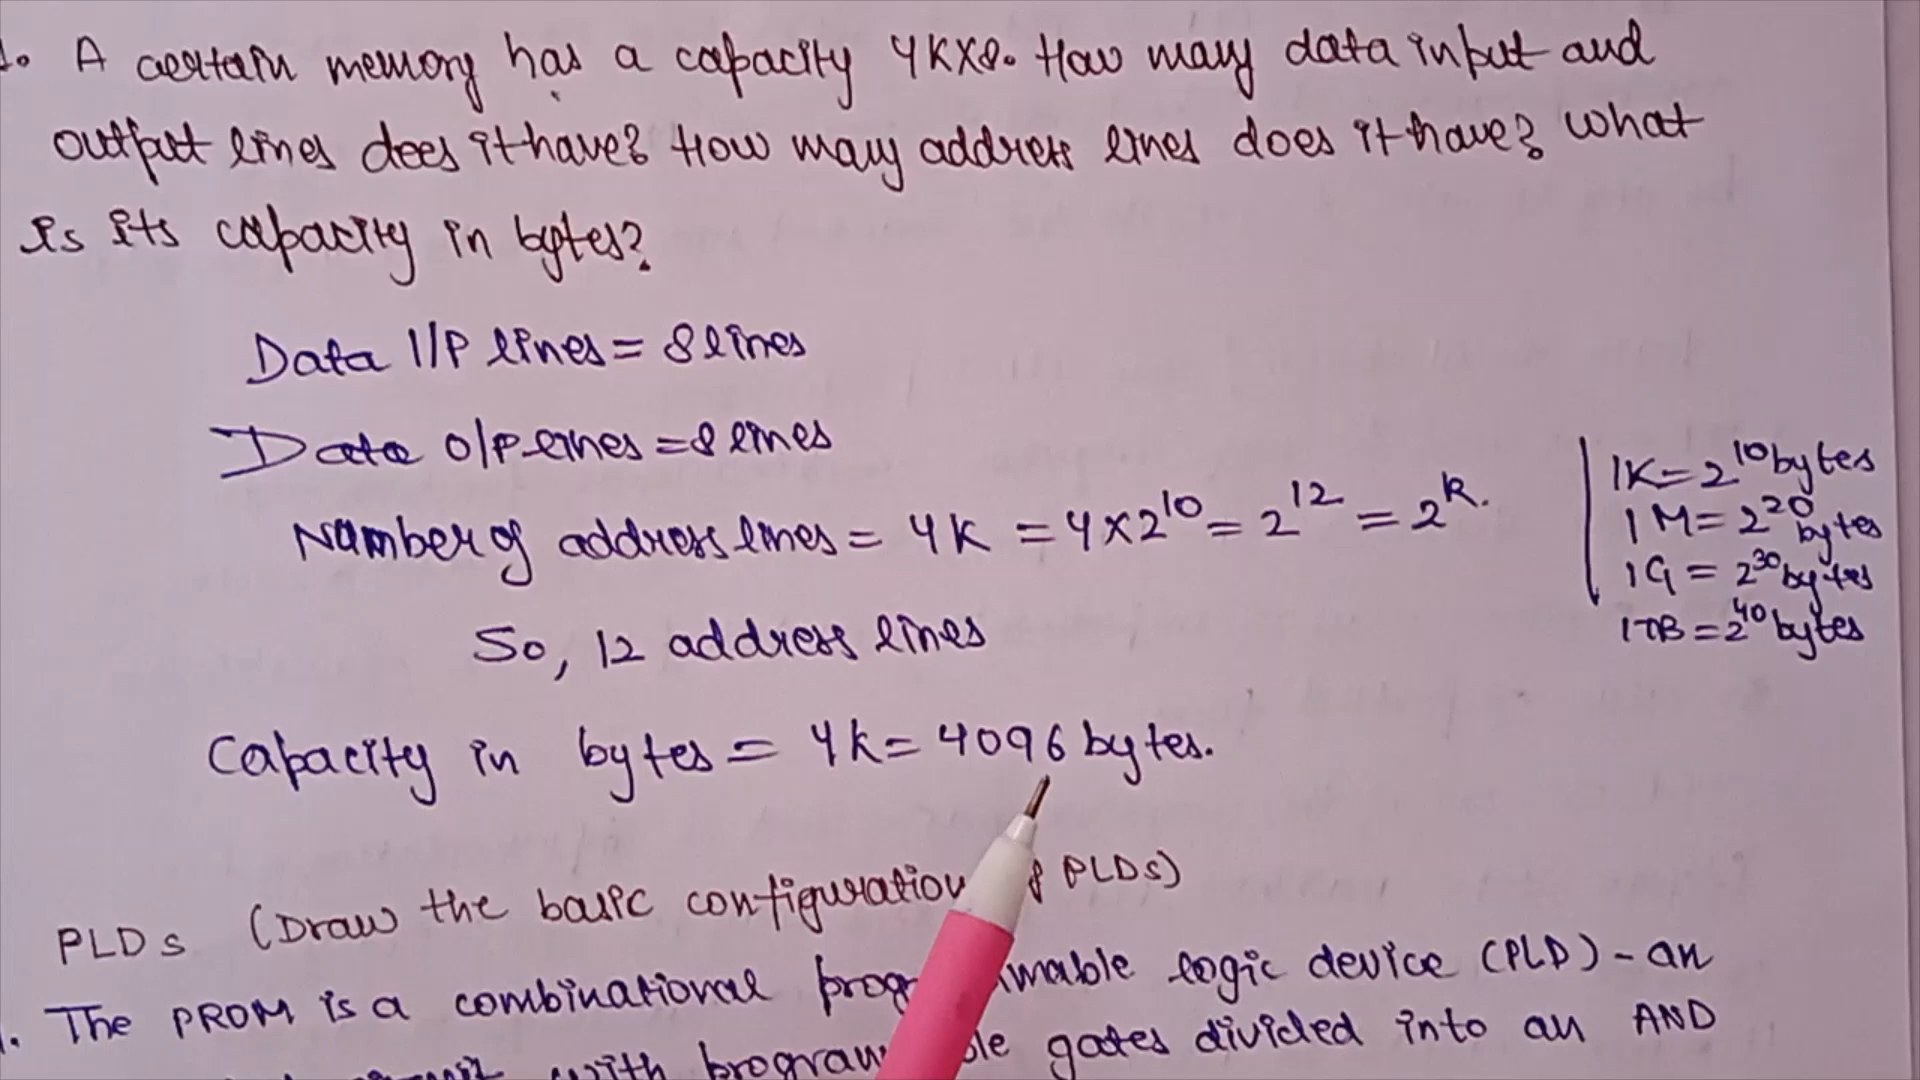 1. A certain memory has a capacity 4K×8. How many data input and
output lines does it have? How many address lines does it have? What
is its capacity in bytes?
Data I/P lines = 8 lines
Data O/P lines = 8 lines
Number of address lines = 4K = 4×2^10 = 2^12 = 2^k.
1K = 2^10 bytes
1M = 2^20 bytes
1G = 2^30 bytes
1TB = 2^40 bytes
So, 12 address lines
Capacity in bytes = 4K = 4096 bytes.
PLDs (Draw the basic configuration PLDs)
1. The PROM is a combinational logic device (PLD) - an
with gates divided into an AND